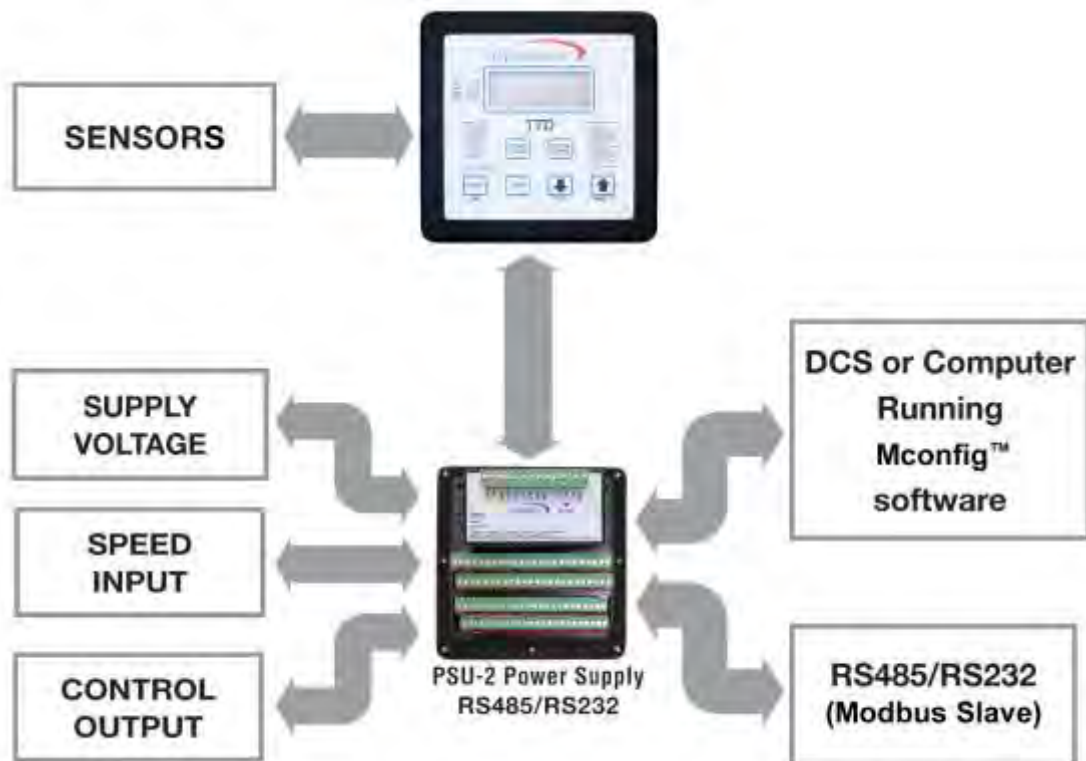 SENSORS
SUPPLY
VOLTAGE
SPEED
INPUT
CONTROL
OUTPUT
PSU-2 Power Supply
RS485/RS232
DCS or Computer
Running
Mconfig™
software
RS485/RS232
(Modbus Slave)